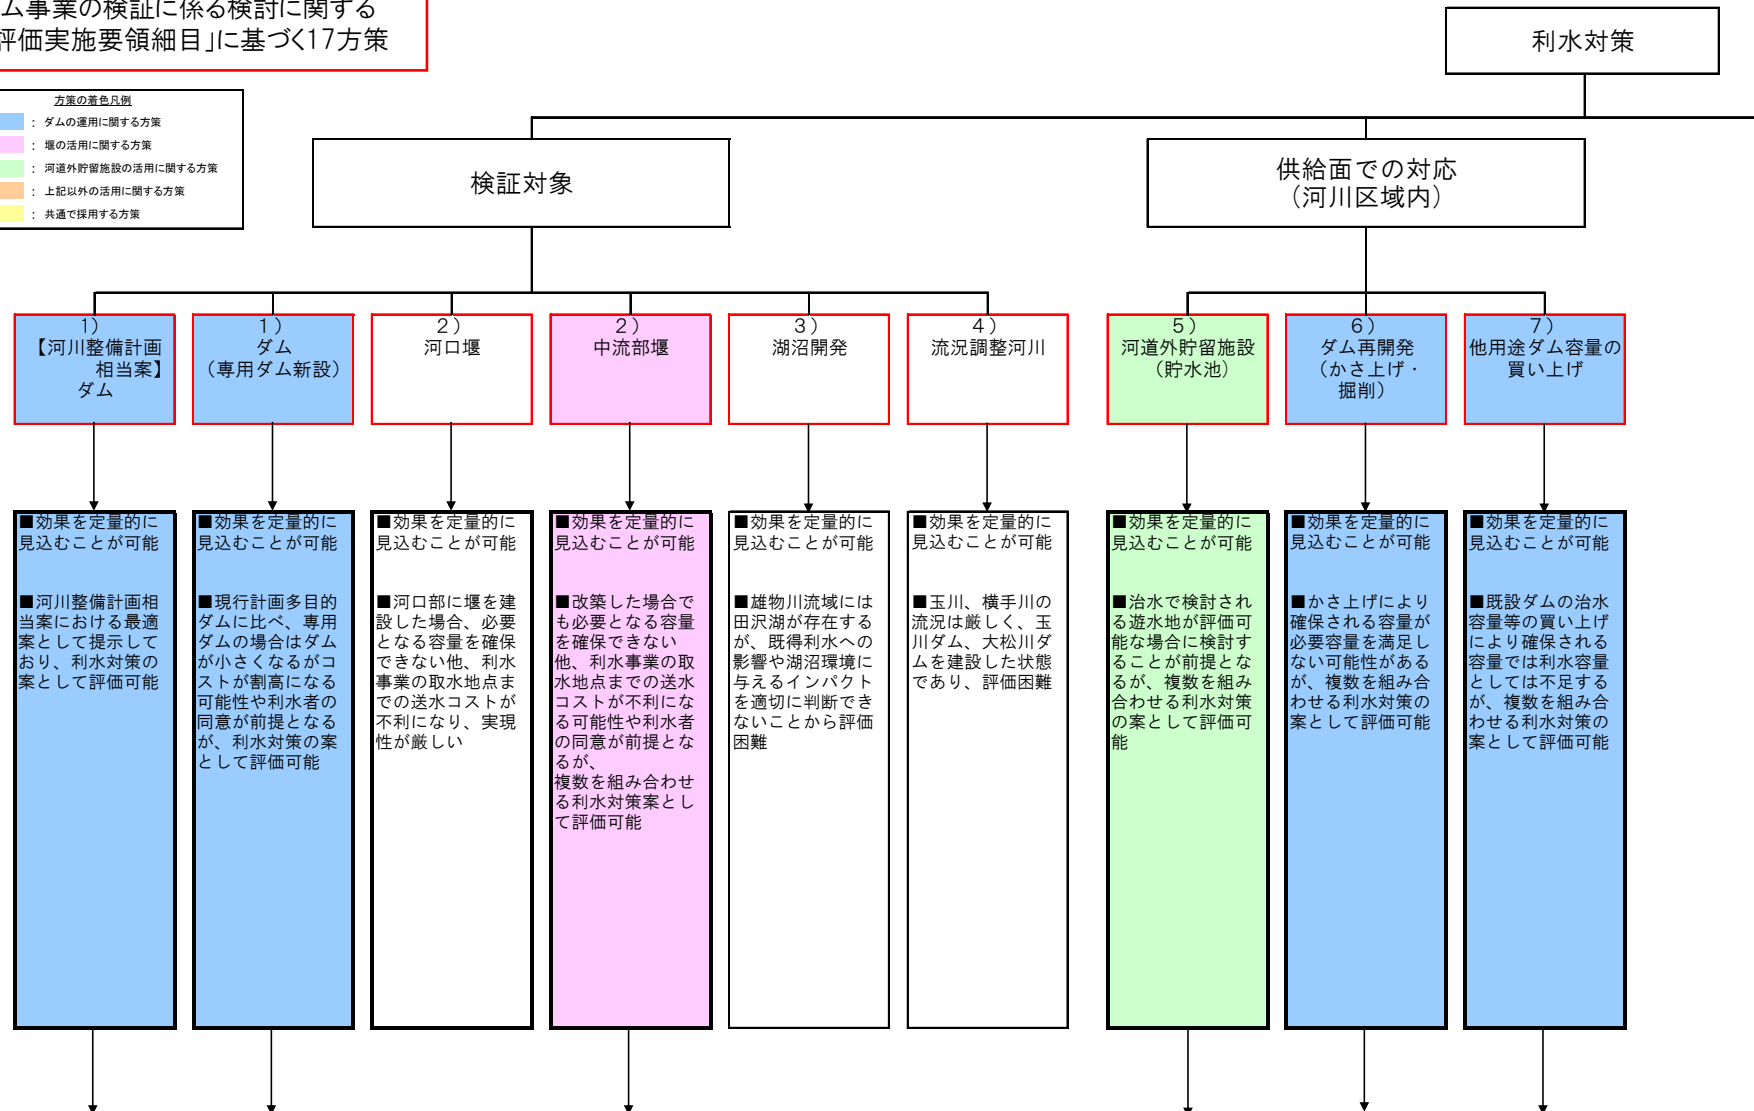 ム事業の検証に係る検討に関する
評価実施要領細目」に基づく17方策
利水対策
方策の着色凡例
：ダムの運用に関する方策
：堰の活用に関する方策
：河道外貯留施設の活用に関する方策
：上記以外の活用に関する方策
：共通で採用する方策
検証対象
供給面での対応
（河川区域内）
1）
【河川整備計画
相当案】
ダム
1）
ダム
（専用ダム新設）
2）
河口堰
2）
中流部堰
3）
湖沼開発
4）
流況調整河川
5）
河道外貯留施設
（貯水池）
6）
ダム再開発
（かさ上げ・
掘削）
7）
他用途ダム容量の
買い上げ
■効果を定量的に
見込むことが可能
■河川整備計画相
当案における最適
案として提示して
おり、利水対策の
案として評価可能
■効果を定量的に
見込むことが可能
■現行計画多目的
ダムに比べ、専用
ダムの場合はダム
が小さくなるがコ
ストが割高になる
可能性や利水者の
同意が前提となる
が、利水対策の案
として評価可能
■効果を定量的に
見込むことが可能
■河口部に堰を建
設した場合、必要
となる容量を確保
できない他、利水
事業の取水地点ま
での送水コストが
不利になり、実現
性が厳しい
■効果を定量的に
見込むことが可能
■改築した場合で
も必要となる容量
を確保できない
他、利水事業の取
水地点までの送水
コストが不利にな
る可能性や利水者
の同意が前提とな
るが、
複数を組み合わせ
る利水対策案とし
て評価可能
■効果を定量的に
見込むことが可能
■雄物川流域には
田沢湖が存在する
が、既得利水への
影響や湖沼環境に
与えるインパクト
を適切に判断でき
ないことから評価
困難
■効果を定量的に
見込むことが可能
■玉川、横手川の
流況は厳しく、玉
川ダム、大松川ダ
ムを建設した状態
であり、評価困難
■効果を定量的に
見込むことが可能
■治水で検討され
る遊水地が評価可
能な場合に検討す
ることが前提とな
るが、複数を組み
合わせる利水対策
の案として評価可
能
■効果を定量的に
見込むことが可能
■かさ上げにより
確保される容量が
必要容量を満足し
ない可能性がある
が、複数を組み合
わせる利水対策の
案として評価可能
■効果を定量的に
見込むことが可能
■既設ダムの治水
容量等の買い上げ
により確保される
容量では利水容量
としては不足する
が、複数を組み合
わせる利水対策の
案として評価可能